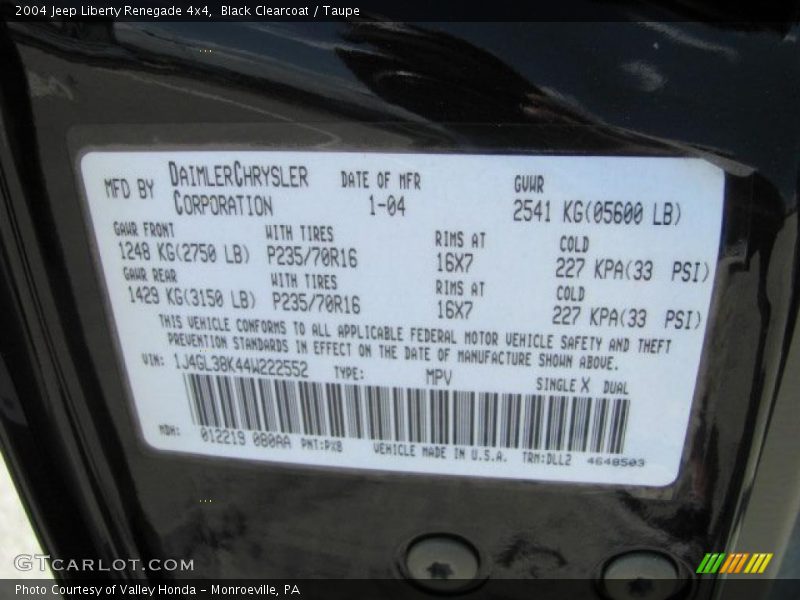 2004 Jeep Liberty Renegade 4x4, Black Clearcoat / Taupe
MFD BY DAIMLERCHRYSLER CORPORATION
DATE OF MFR 1-04
GVWR 2541 KG(05600 LB)
GAWR FRONT WITH TIRES RIMS AT COLD
1248 KG(2750 LB) P235/70R16 16X7 227 KPA(33 PSI)
GAWR REAR WITH TIRES RIMS AT COLD
1429 KG(3150 LB) P235/70R16 16X7 227 KPA(33 PSI)
THIS VEHICLE CONFORMS TO ALL APPLICABLE FEDERAL MOTOR VEHICLE SAFETY AND THEFT
PREVENTION STANDARDS IN EFFECT ON THE DATE OF MANUFACTURE SHOWN ABOVE.
VIN: 1J4GL38K44W222552 TYPE: MPV SINGLE X DUAL
MDH: 012219 080AA PNT:PX8 VEHICLE MADE IN U.S.A. TRM:DLL2 4648503
GTCARLOT.COM
Photo Courtesy of Valley Honda - Monroeville, PA